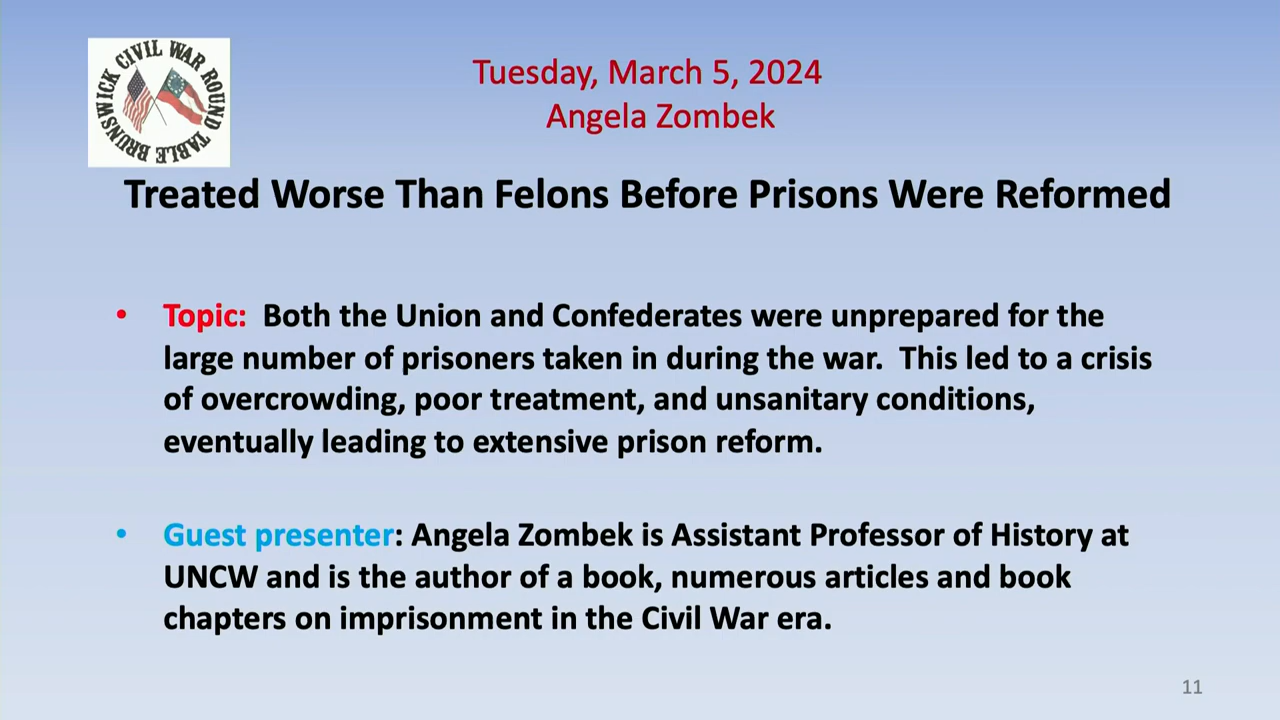 BRUNSWICK CIVIL WAR ROUND TABLE
Tuesday, March 5, 2024
Angela Zombek
Treated Worse Than Felons Before Prisons Were Reformed
• Topic:  Both the Union and Confederates were unprepared for the
large number of prisoners taken in during the war.  This led to a crisis
of overcrowding, poor treatment, and unsanitary conditions,
eventually leading to extensive prison reform.
• Guest presenter: Angela Zombek is Assistant Professor of History at
UNCW and is the author of a book, numerous articles and book
chapters on imprisonment in the Civil War era.
11